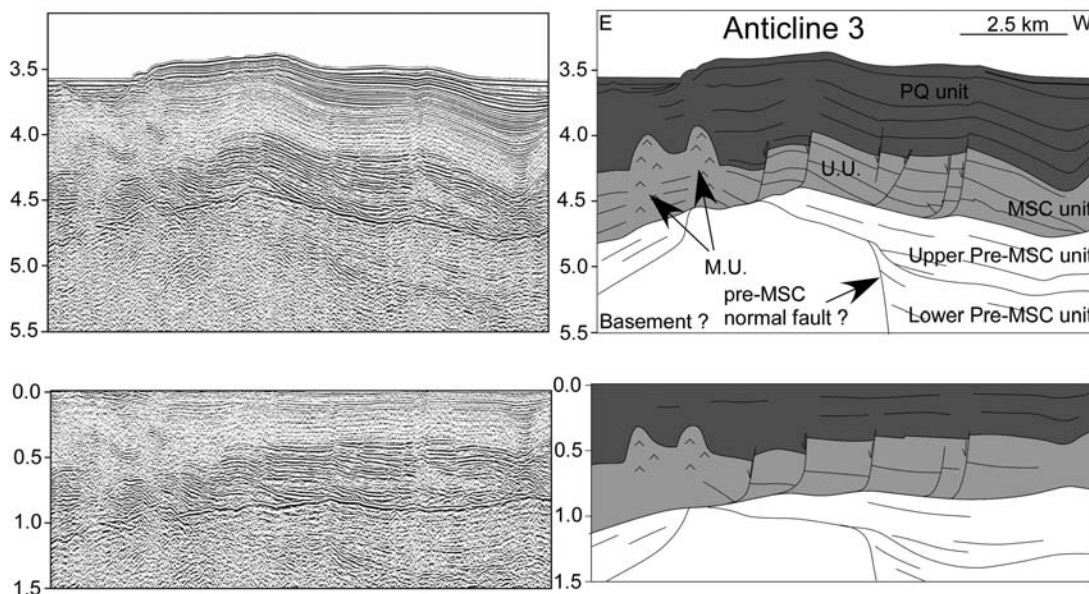 E Anticline 3 2.5 km W
3.5
3.5
PQ unit
4.0
4.0
U.U.
4.5
4.5
MSC unit
Upper Pre-MSC unit
5.0
5.0
M.U.
pre-MSC
normal fault ?
Basement ?
Lower Pre-MSC unit
5.5
5.5
0.0
0.0
0.5
0.5
1.0
1.0
1.5
1.5